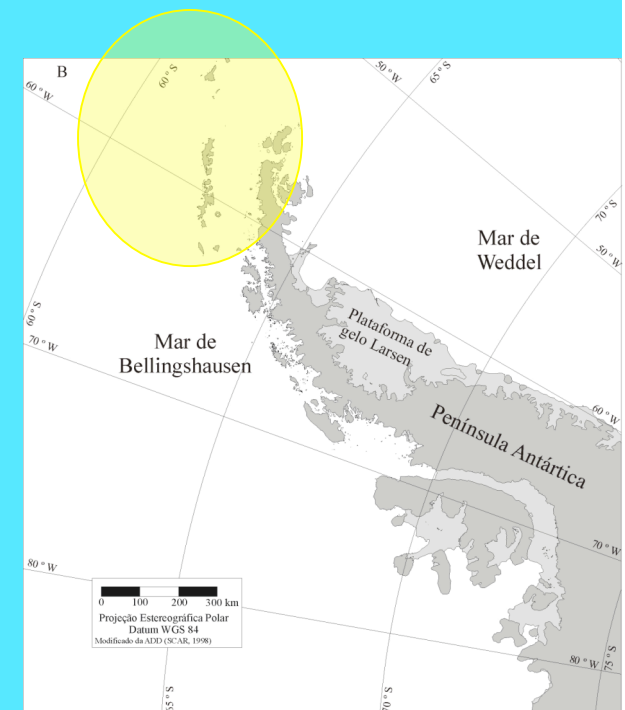 B
60 º W
60 º S
50 º W
65 º S
70 º S
50 º W
Mar de
Weddel
60 º S
70 º W
Mar de
Bellingshausen
Plataforma de
gelo Larsen
Península Antártica
60 º W
70 º W
80 º W
0 100 200 300 km
Projeção Estereográfica Polar
Datum WGS 84
Modificado da ADD (SCAR, 1998)
65 º S
70 º S
80 º W
75 º S